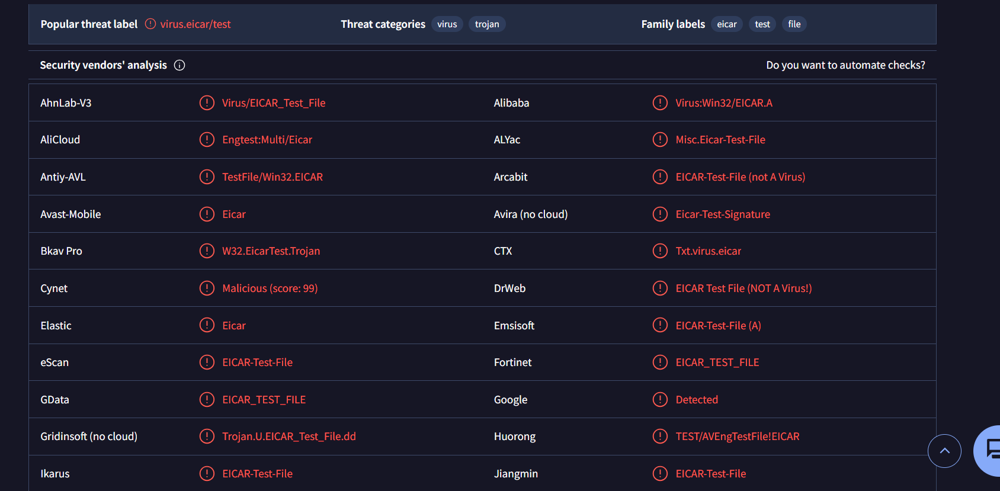 Popular threat label virus.eicar/test Threat categories virus trojan Family labels eicar test file
Security vendors' analysis Do you want to automate checks?
AhnLab-V3 Virus/EICAR_Test_File Alibaba Virus:Win32/EICAR.A
AliCloud Engtest:Multi/Eicar ALYac Misc.Eicar-Test-File
Antiy-AVL TestFile/Win32.EICAR Arcabit EICAR-Test-File (not A Virus)
Avast-Mobile Eicar Avira (no cloud) Eicar-Test-Signature
Bkav Pro W32.EicarTest.Trojan CTX Txt.virus.eicar
Cynet Malicious (score: 99) DrWeb EICAR Test File (NOT A Virus!)
Elastic Eicar Emsisoft EICAR-Test-File (A)
eScan EICAR-Test-File Fortinet EICAR_TEST_FILE
GData EICAR_TEST_FILE Google Detected
Gridinsoft (no cloud) Trojan.U.EICAR_Test_File.dd Huorong TEST/AVEngTestFile!EICAR
Ikarus EICAR-Test-File Jiangmin EICAR-Test-File